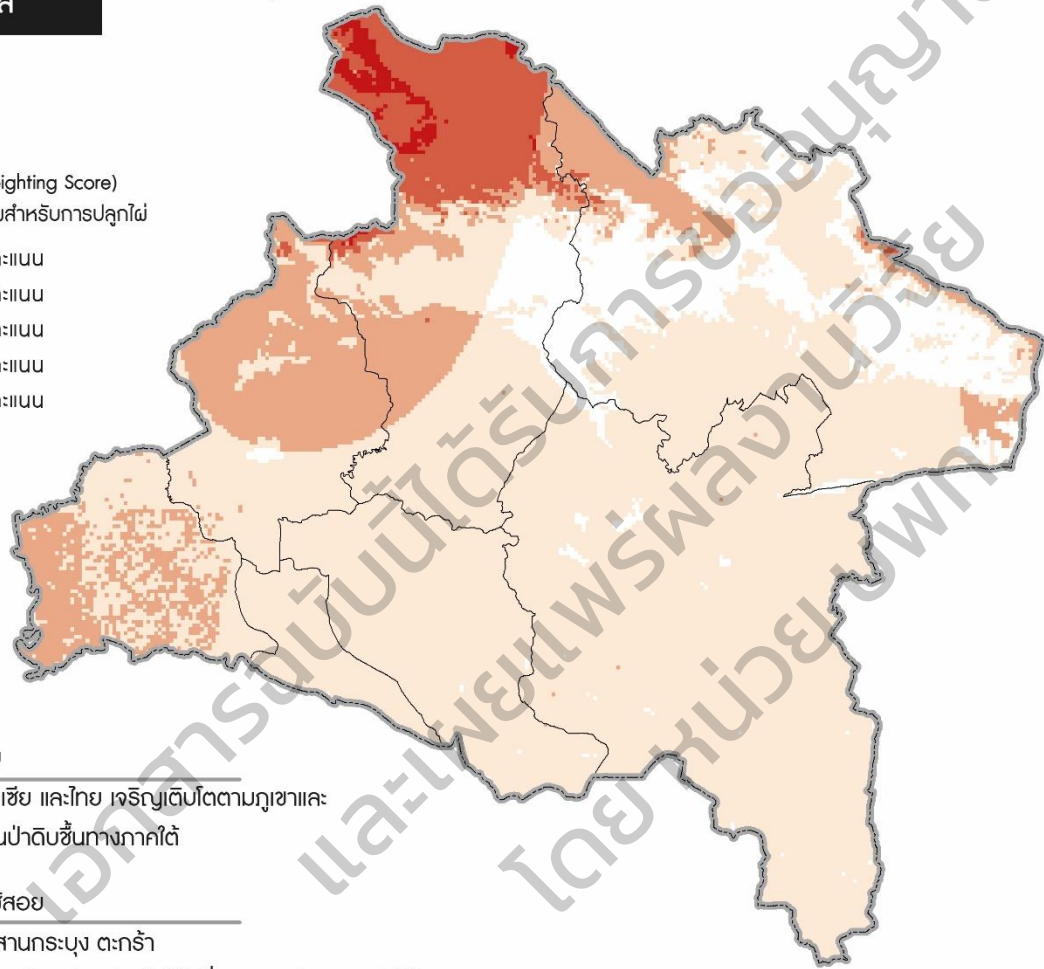 ighting Score)
สำหรับการปลูกไผ่
คะแนน
คะแนน
คะแนน
คะแนน
คะแนน
เซีย และไทย เจริญเติบโตตามภูเขาและ
นป่าดิบชื้นทางภาคใต้
สานกระบุง ตะกร้า
เอกสารฉบับนี้ได้รับการขออนุญาต
และเผยแพร่ผลงานวิจัย
โดย หน่วย บพท